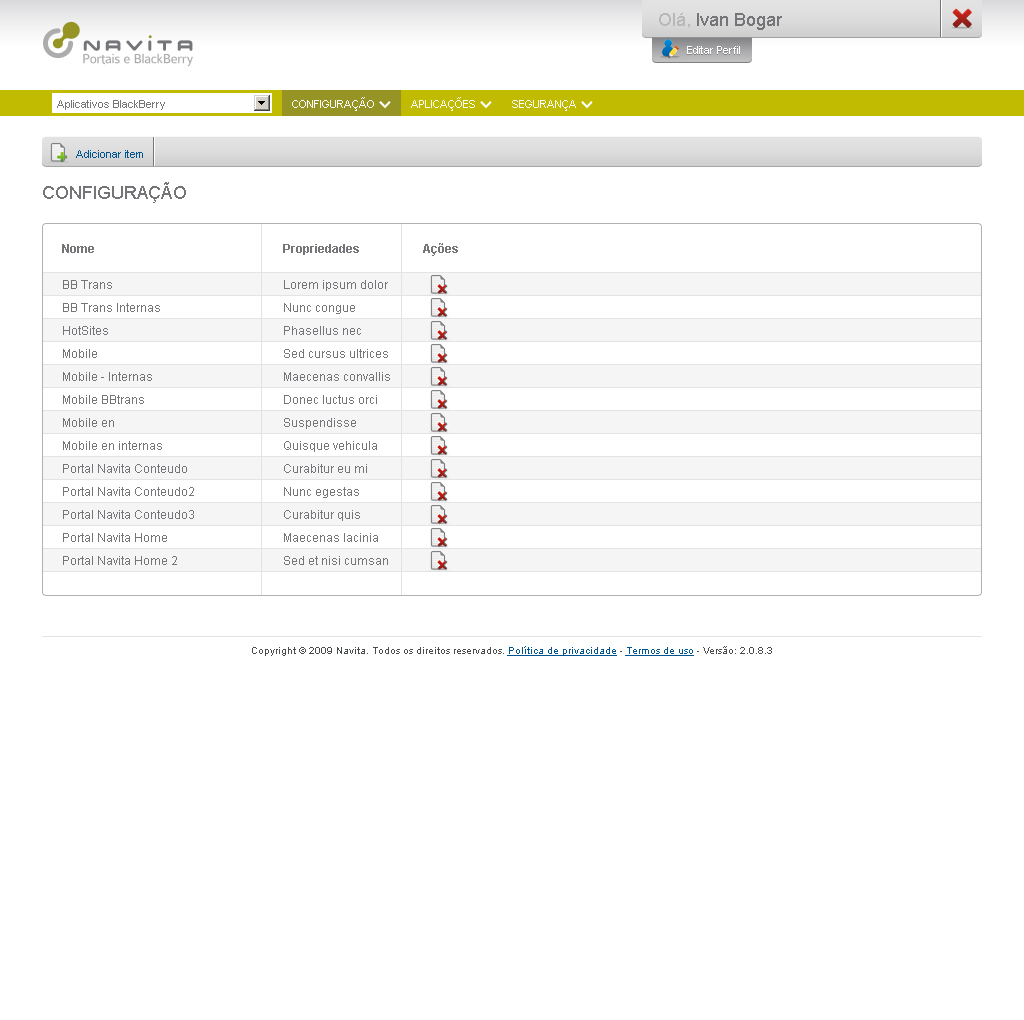 Olá, Ivan Bogar
NAVITA
Portais e BlackBerry
Editar Perfil
Aplicativos BlackBerry CONFIGURAÇÃO APLICAÇÕES SEGURANÇA
Adicionar item
CONFIGURAÇÃO
Nome Propriedades Ações
BB Trans Lorem ipsum dolor
BB Trans Internas Nunc congue
HotSites Phasellus nec
Mobile Sed cursus ultrices
Mobile - Internas Maecenas convallis
Mobile BBtrans Donec luctus orci
Mobile en Suspendisse
Mobile en internas Quisque vehicula
Portal Navita Conteudo Curabitur eu mi
Portal Navita Conteudo2 Nunc egestas
Portal Navita Conteudo3 Curabitur quis
Portal Navita Home Maecenas lacinia
Portal Navita Home 2 Sed et nisi cumsan
Copyright © 2009 Navita. Todos os direitos reservados. Política de privacidade - Termos de uso - Versão: 2.0.8.3